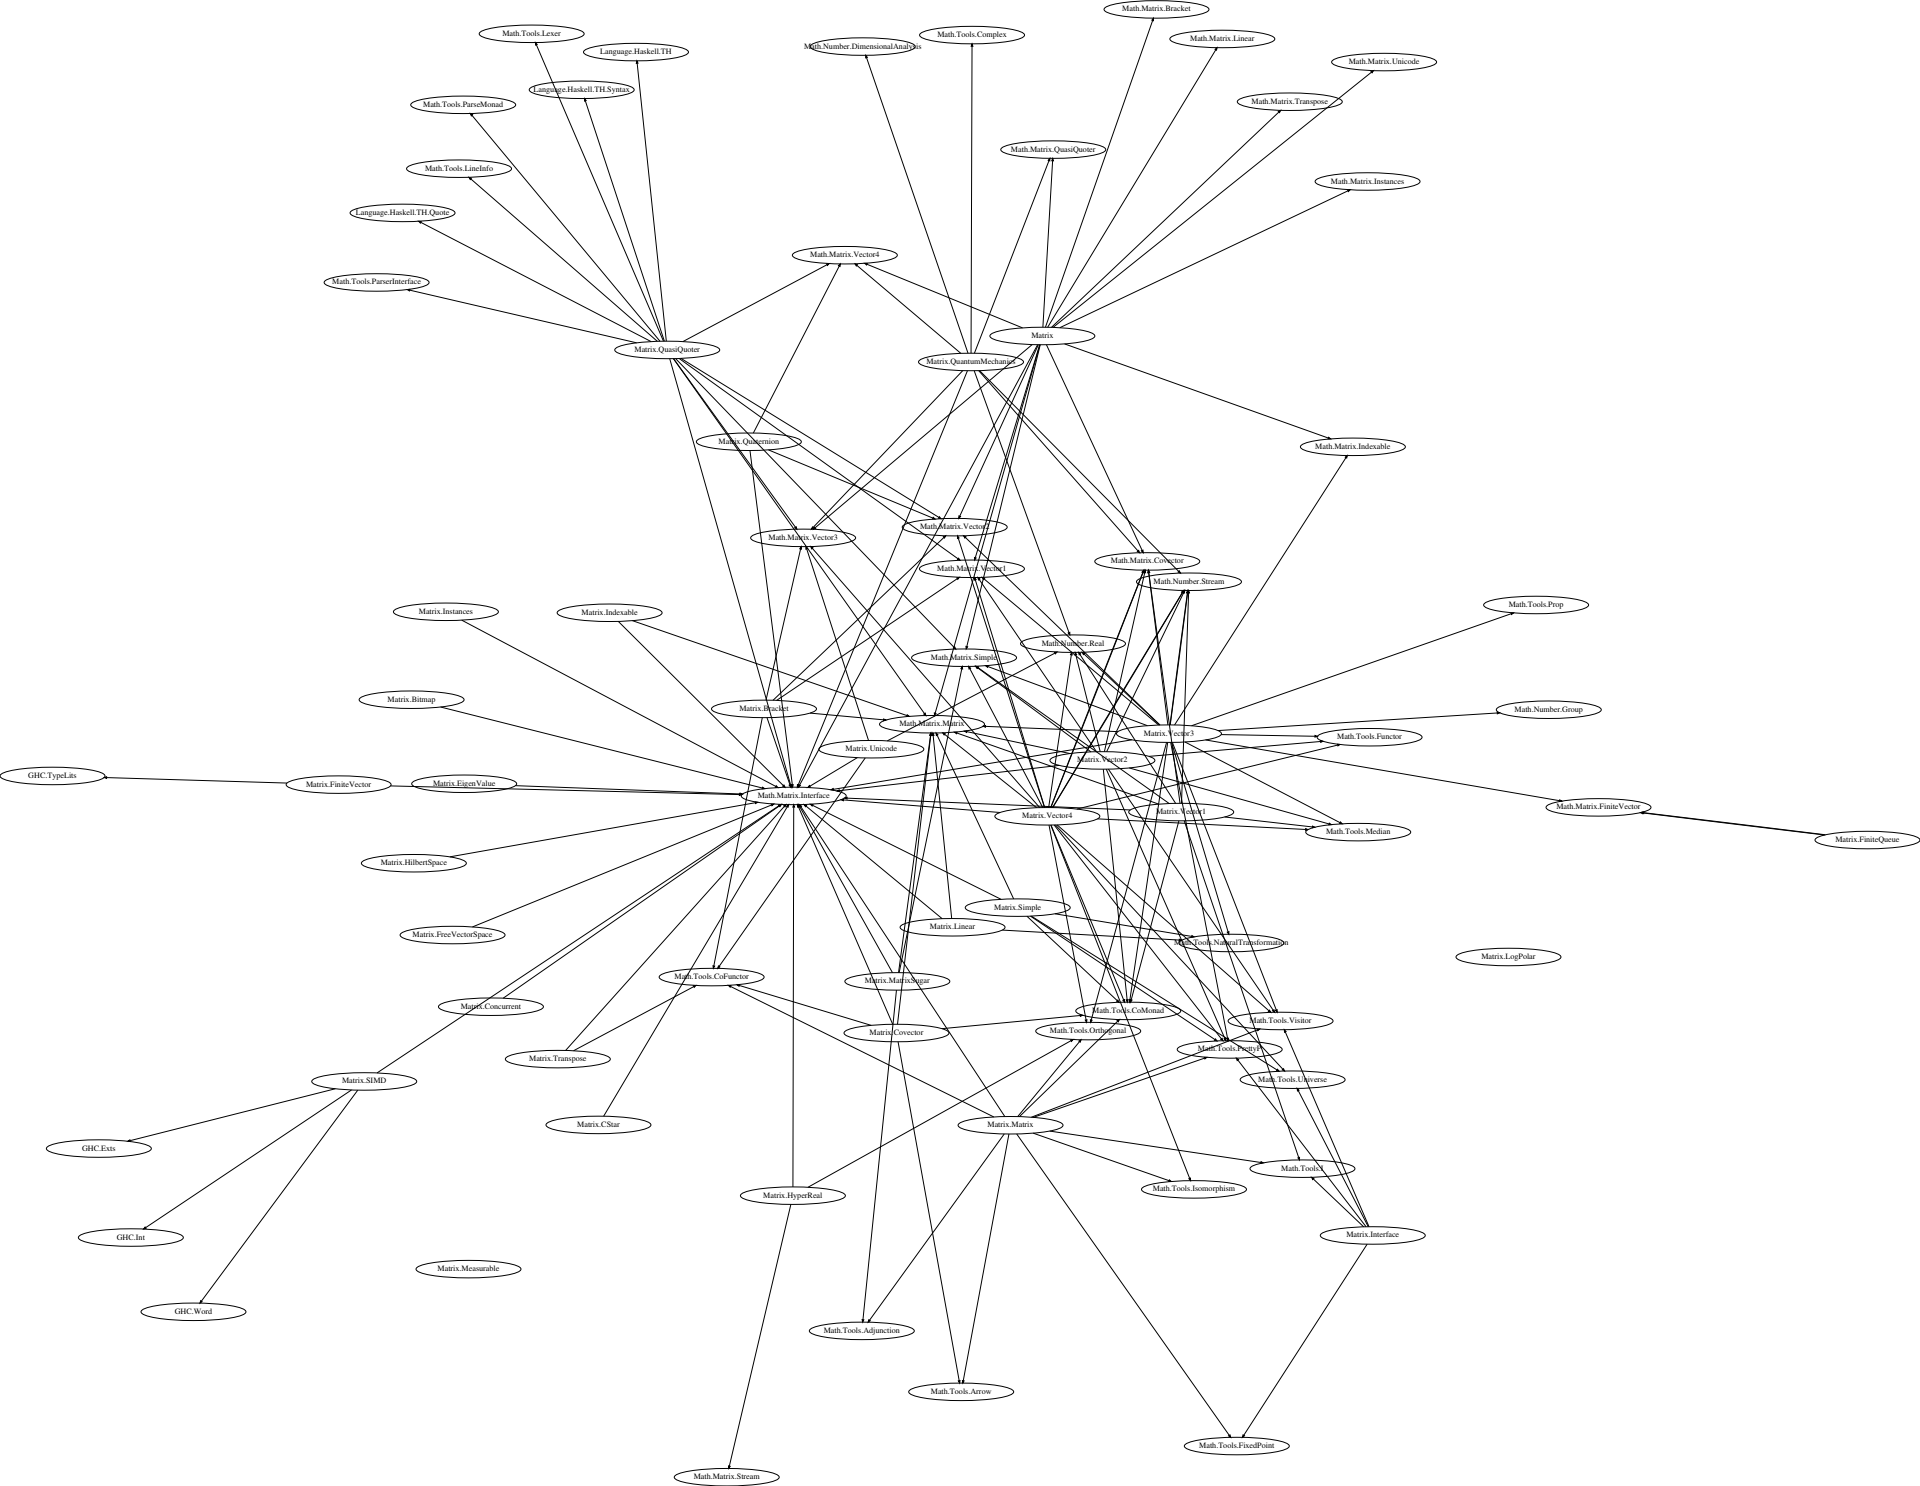 Math.Matrix.Bracket
Math.Tools.Lexer
Math.Tools.Complex
Math.Matrix.Linear
Math.Number.DimensionalAnalysis
Language.Haskell.TH
Math.Matrix.Unicode
Language.Haskell.TH.Syntax
Math.Matrix.Transpose
Math.Tools.ParseMonad
Math.Matrix.QuasiQuoter
Math.Tools.LineInfo
Math.Matrix.Instances
Language.Haskell.TH.Quote
Math.Matrix.Vector4
Math.Tools.ParserInterface
Matrix
Matrix.QuasiQuoter
Matrix.QuantumMechanics
Matrix.Quaternion
Math.Matrix.Indexable
Math.Matrix.Vector2
Math.Matrix.Vector3
Math.Matrix.Covector
Math.Matrix.Vector1
Math.Number.Stream
Math.Tools.Prop
Matrix.Instances
Matrix.Indexable
Math.Number.Real
Math.Matrix.Simple
Matrix.Bitmap
Matrix.Bracket
Math.Number.Group
Math.Matrix.Matrix
Matrix.Vector3
Math.Tools.Functor
Matrix.Unicode
Matrix.Vector2
GHC.TypeLits
Matrix.FiniteVector
Matrix.EigenValue
Math.Matrix.Interface
Math.Matrix.FiniteVector
Matrix.Vector1
Matrix.Vector4
Math.Tools.Median
Matrix.FiniteQueue
Matrix.HilbertSpace
Matrix.Simple
Matrix.Linear
Matrix.FreeVectorSpace
Math.Tools.NaturalTransformation
Matrix.LogPolar
Math.Tools.CoFunctor
Matrix.MatrixSugar
Matrix.Concurrent
Math.Tools.CoMonad
Math.Tools.Visitor
Math.Tools.Orthogonal
Matrix.Covector
Math.Tools.PrettyP
Matrix.Transpose
Math.Tools.Universe
Matrix.SIMD
Matrix.CStar
Matrix.Matrix
GHC.Exts
Math.Tools.I
Math.Tools.Isomorphism
Matrix.HyperReal
Matrix.Interface
GHC.Int
Matrix.Measurable
GHC.Word
Math.Tools.Adjunction
Math.Tools.Arrow
Math.Tools.FixedPoint
Math.Matrix.Stream